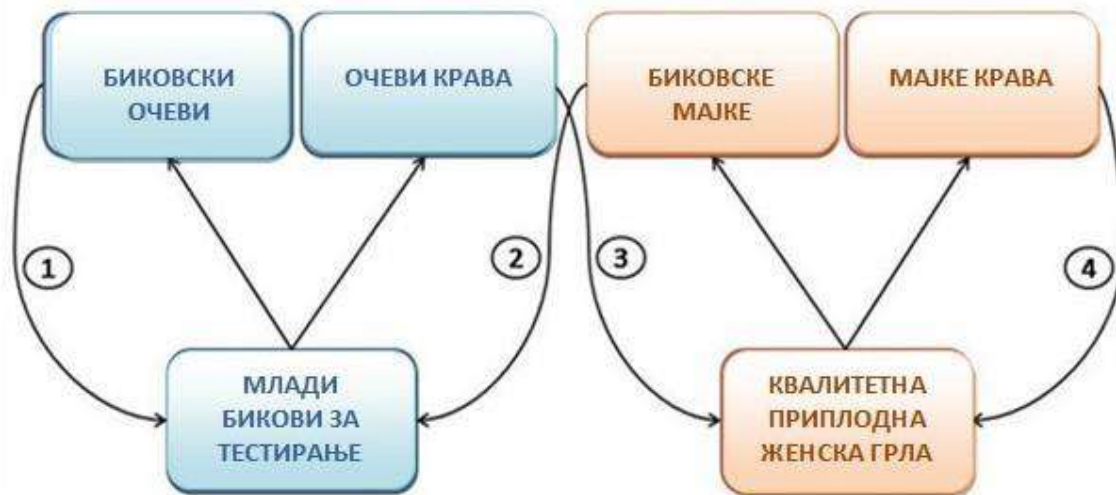 БИКОВСКИ
ОЧЕВИ
ОЧЕВИ КРАВА
БИКОВСКЕ
МАЈКЕ
МАЈКЕ КРАВА
1
2
3
4
МЛАДИ
БИКОВИ ЗА
ТЕСТИРАЊЕ
КВАЛИТЕТНА
ПРИПЛОДНА
ЖЕНСКА ГРЛА